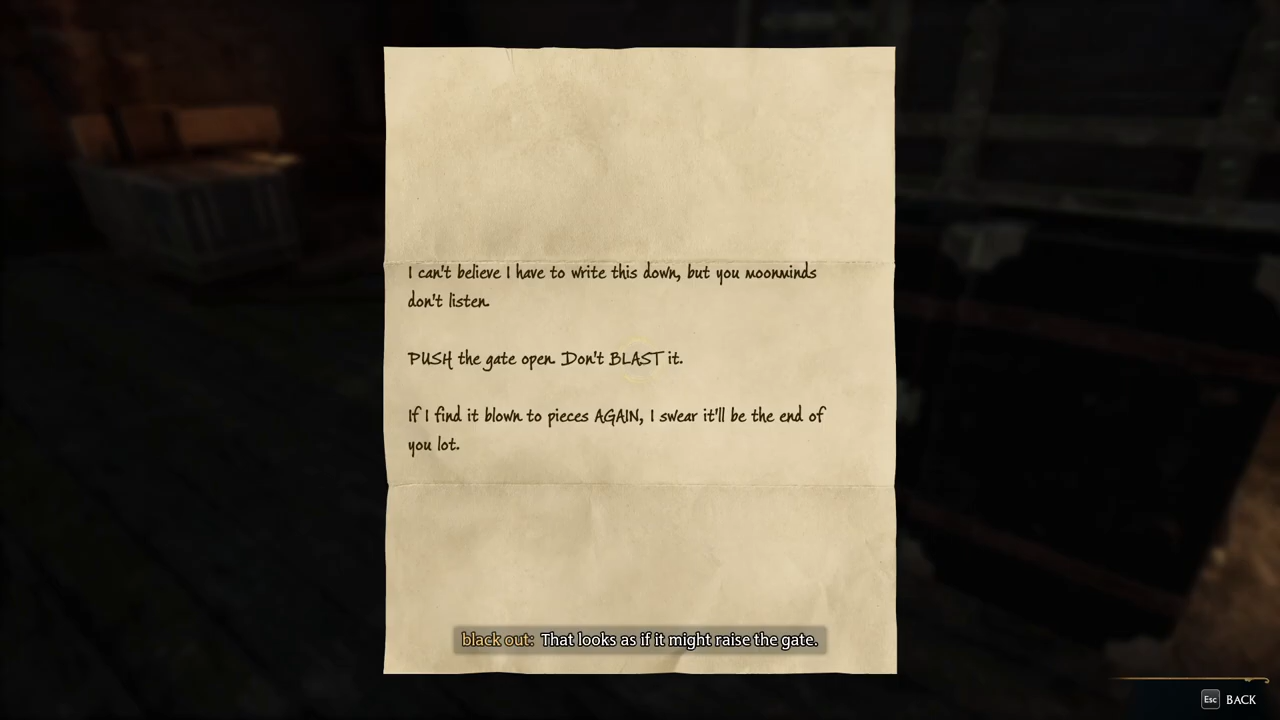 I can't believe I have to write this down, but you moonminds
don't listen.
PUSH the gate open. Don't BLAST it.
If I find it blown to pieces AGAIN, I swear it'll be the end of
you lot.
black out: That looks as if it might raise the gate.
Esc BACK